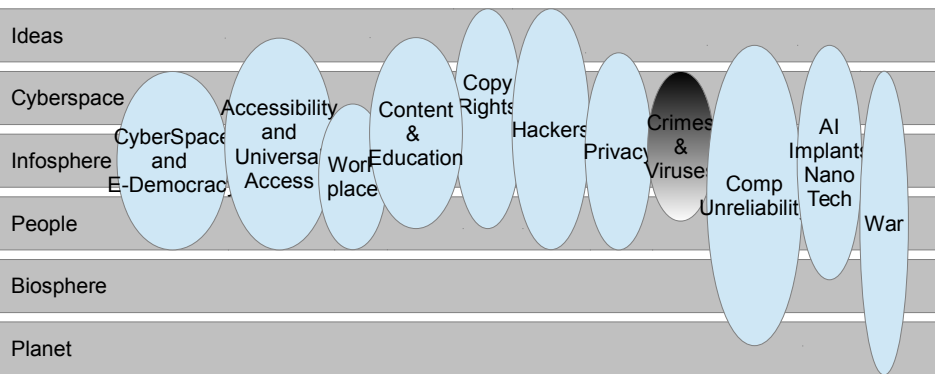 Ideas
Cyberspace
Infosphere
People
Biosphere
Planet
CyberSpace
and
E-Democracy
Accessibility
and
Universal
Access
Work
place
Content
&
Education
Copy
Rights
Hackers
Privacy
Crimes
&
Viruses
Comp
Unreliability
AI
Implants
Nano
Tech
War